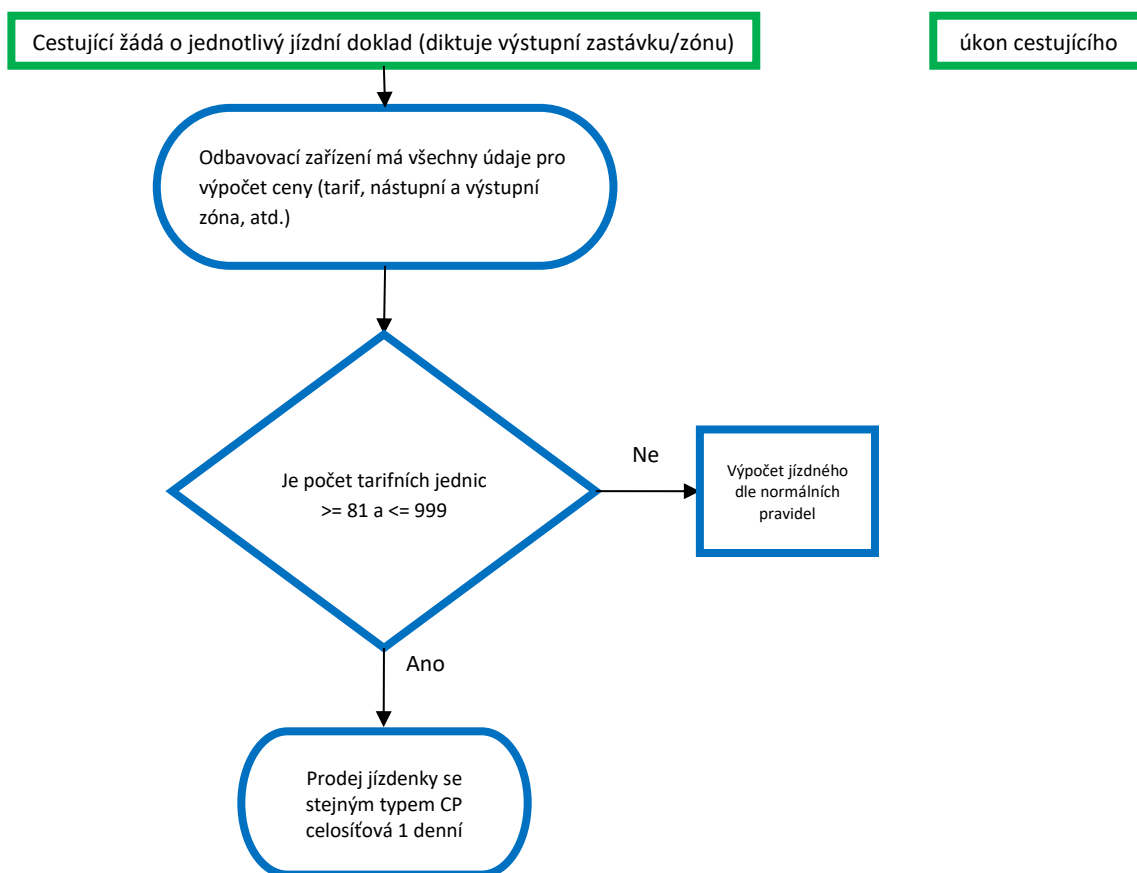 Cestující žádá o jednotlivý jízdní doklad (diktuje výstupní zastávku/zónu)
úkon cestujícího
Odbavovací zařízení má všechny údaje pro
výpočet ceny (tarif, nástupní a výstupní
zóna, atd.)
Je počet tarifních jednic
>= 81 a <= 999
Ne
Výpočet jízdného
dle normálních
pravidel
Ano
Prodej jízdenky se
stejným typem CP
celosíťová 1 denní